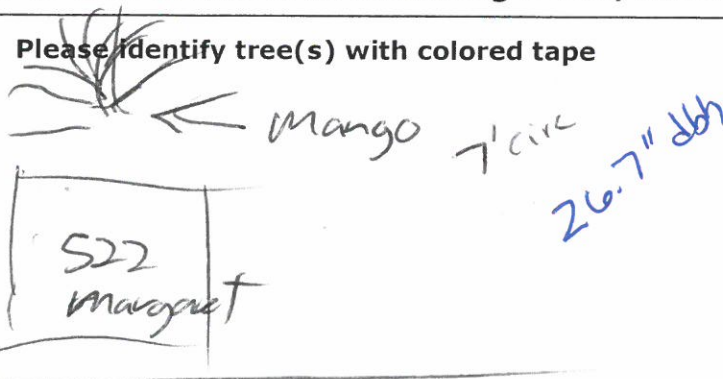 Please identify tree(s) with colored tape
Mango 7' circ
26.7" dbh
522
Margaret